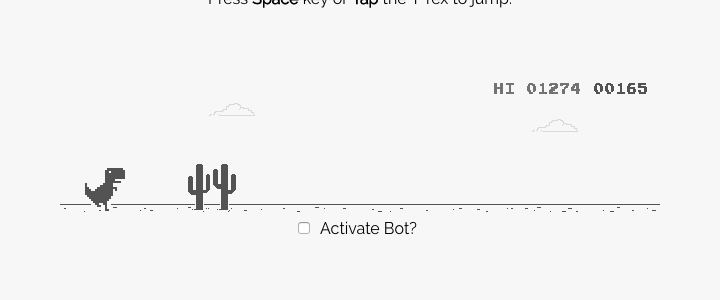 Press Space key or Tap the T-rex to jump.
HI 01274 00165
Activate Bot?